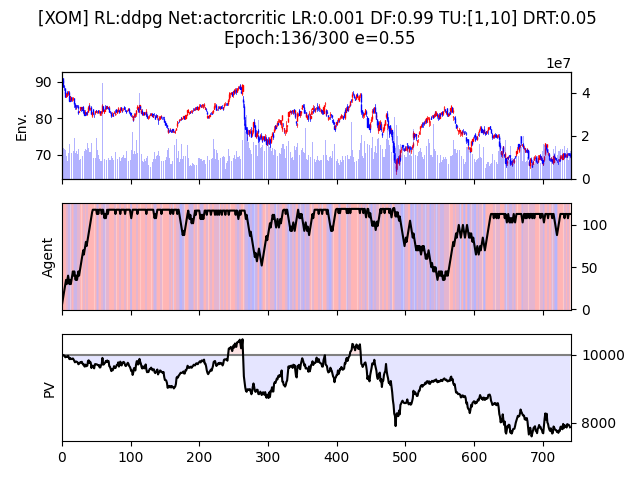 [XOM] RL:ddpg Net:actorcritic LR:0.001 DF:0.99 TU:[1,10] DRT:0.05
Epoch:136/300 e=0.55
1e7
90
80
70
Env.
4
2
0
Agent
100
50
0
PV
10000
8000
0 100 200 300 400 500 600 700